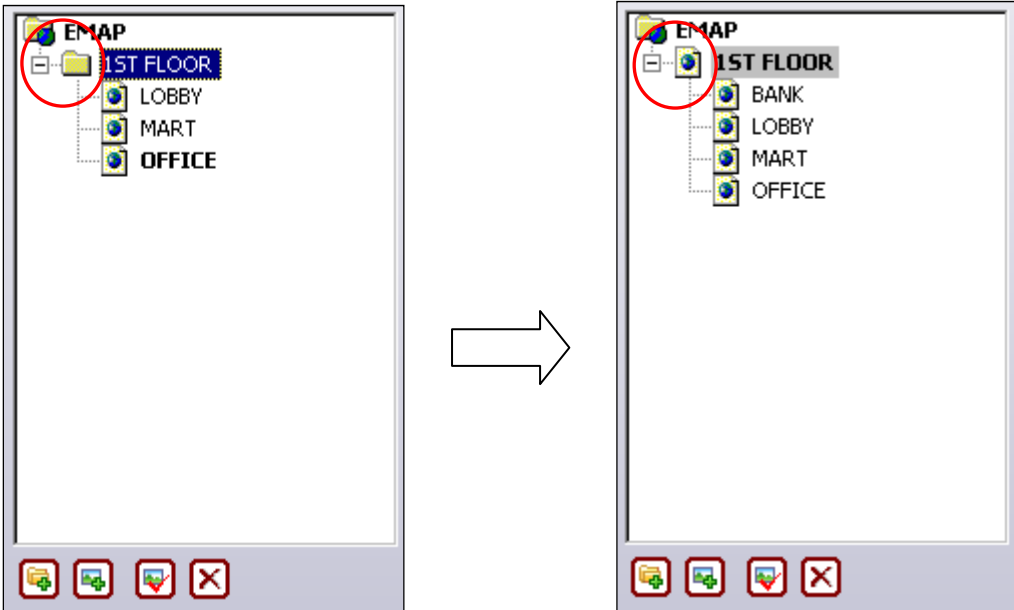 EMAP
1ST FLOOR
LOBBY
MART
OFFICE
EMAP
1ST FLOOR
BANK
LOBBY
MART
OFFICE